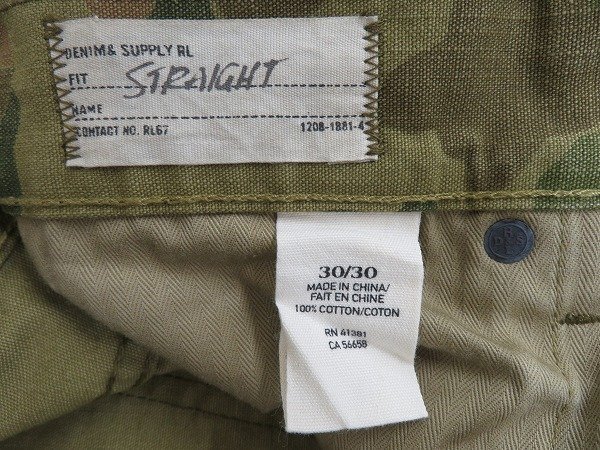 DENIM & SUPPLY RL
FIT STRAIGHT
NAME
CONTACT NO. RL67 1208-1881-4
30/30
MADE IN CHINA/
FAIT EN CHINE
100% COTTON/COTON
RN 41381
CA 56658